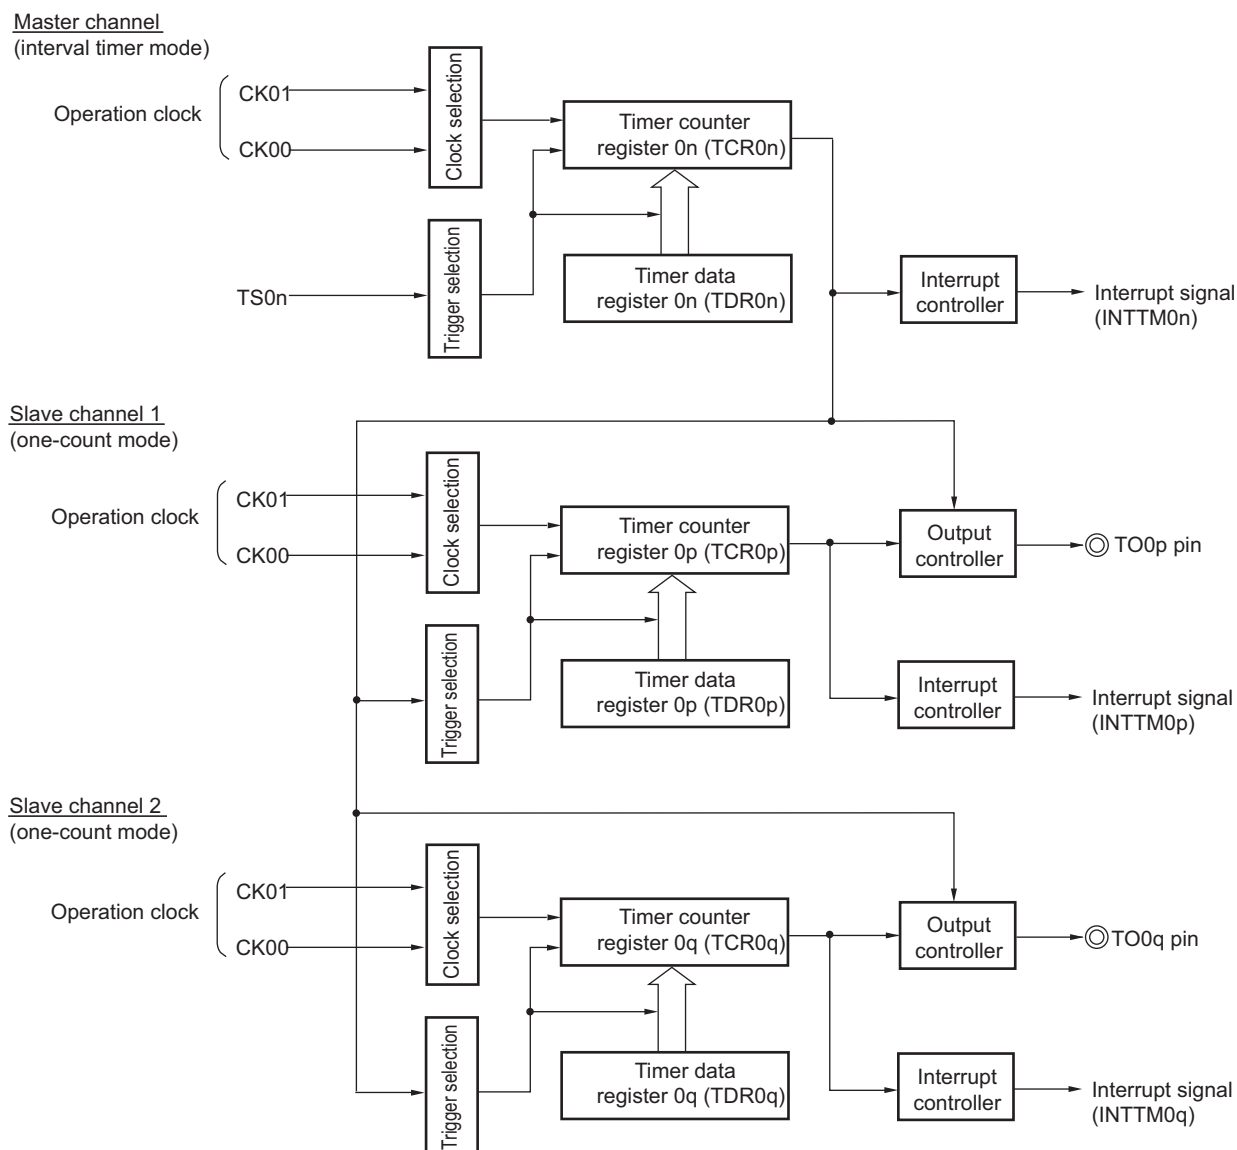 Master channel
(interval timer mode)
Operation clock
CK01
CK00
Clock selection
Timer counter
register 0n (TCR0n)
TS0n
Trigger selection
Timer data
register 0n (TDR0n)
Interrupt
controller
Interrupt signal
(INTTM0n)
Slave channel 1
(one-count mode)
Operation clock
CK01
CK00
Clock selection
Timer counter
register 0p (TCR0p)
Output
controller
TO0p pin
Trigger selection
Timer data
register 0p (TDR0p)
Interrupt
controller
Interrupt signal
(INTTM0p)
Slave channel 2
(one-count mode)
Operation clock
CK01
CK00
Clock selection
Timer counter
register 0q (TCR0q)
Output
controller
TO0q pin
Trigger selection
Timer data
register 0q (TDR0q)
Interrupt
controller
Interrupt signal
(INTTM0q)